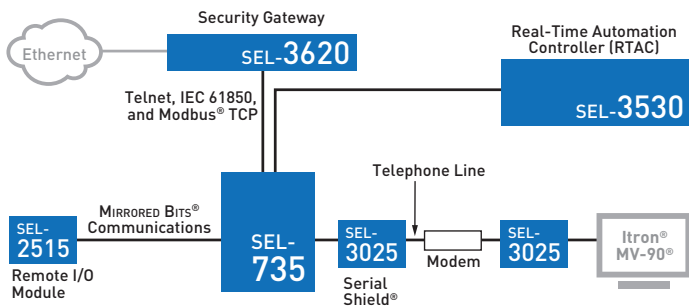 Security Gateway
Ethernet
SEL-3620
Real-Time Automation
Controller (RTAC)
SEL-3530
Telnet, IEC 61850,
and Modbus® TCP
Telephone Line
MIRRORED BITS®
Communications
SEL-
2515
Remote I/O
Module
SEL-
735
SEL-
3025
Serial
Shield®
Modem
SEL-
3025
Itron®
MV-90®